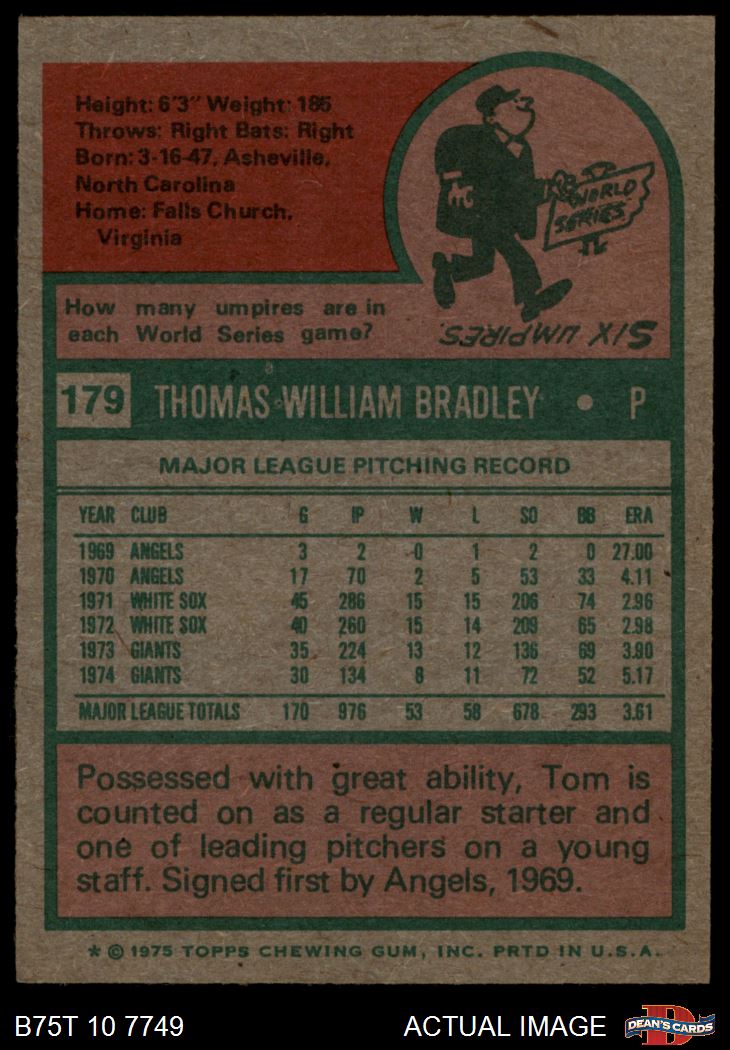 Height: 6'3" Weight: 185
Throws: Right Bats: Right
Born: 3-16-47, Asheville,
North Carolina
Home: Falls Church,
Virginia
WORLD
SERIES
How many umpires are in
each World Series game?
SIX UMPIRES.
179 THOMAS WILLIAM BRADLEY • P
MAJOR LEAGUE PITCHING RECORD
YEAR CLUB G IP W L SO BB ERA
1969 ANGELS 3 2 0 1 2 0 27.00
1970 ANGELS 17 70 2 5 53 33 4.11
1971 WHITE SOX 45 286 15 15 206 74 2.96
1972 WHITE SOX 40 260 15 14 209 65 2.98
1973 GIANTS 35 224 13 12 136 69 3.90
1974 GIANTS 30 134 8 11 72 52 5.17
MAJOR LEAGUE TOTALS 170 976 53 58 678 293 3.61
Possessed with great ability, Tom is
counted on as a regular starter and
one of leading pitchers on a young
staff. Signed first by Angels, 1969.
* © 1975 TOPPS CHEWING GUM, INC. PRTD IN U.S.A.
B75T 10 7749 ACTUAL IMAGE
DEAN'S CARDS